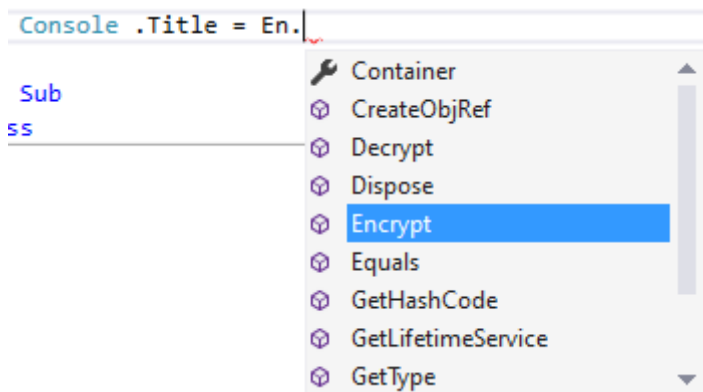 Console .Title = En.
Container
Sub
CreateObjRef
ss
Decrypt
Dispose
Encrypt
Equals
GetHashCode
GetLifetimeService
GetType